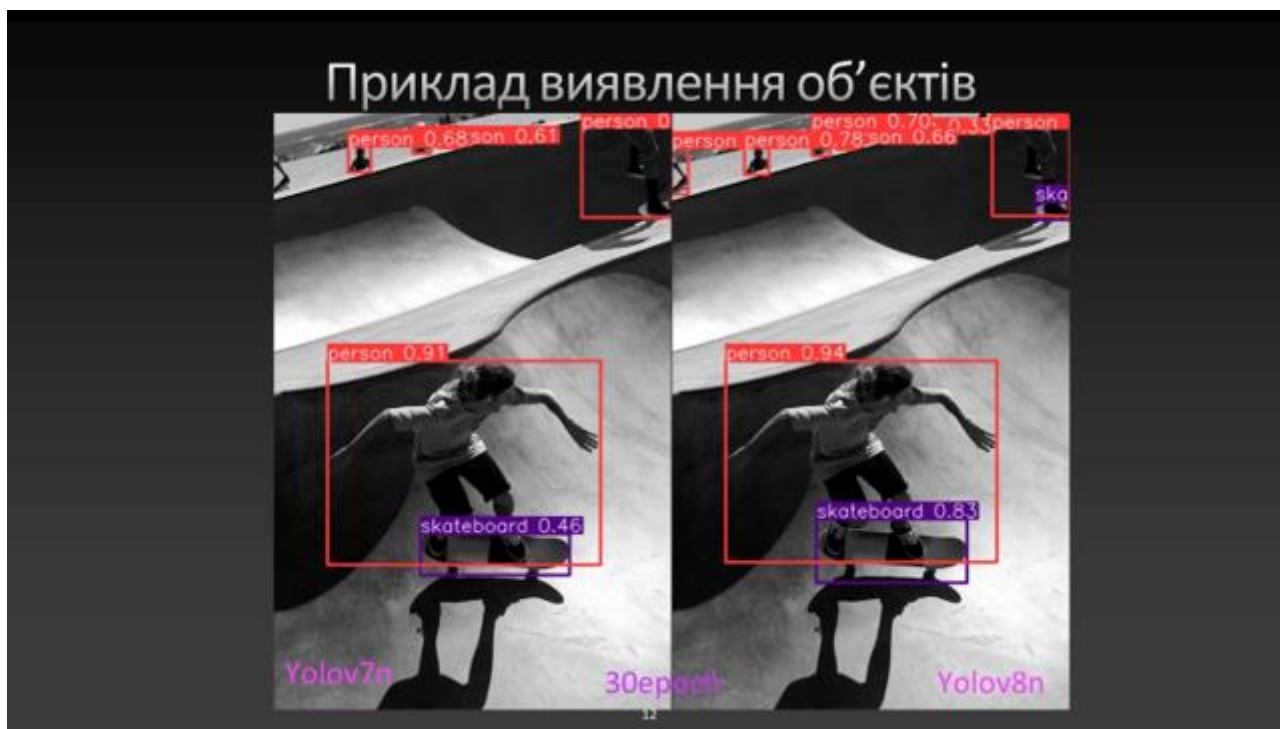 Приклад виявлення об’єктів
person 0.68
son 0.61
person 0
person 0.70
0.33
person
person
person 0.78
son 0.66
ska
person 0.91
person 0.94
skateboard 0.46
skateboard 0.83
Yolov7n
30epoch
Yolov8n
12